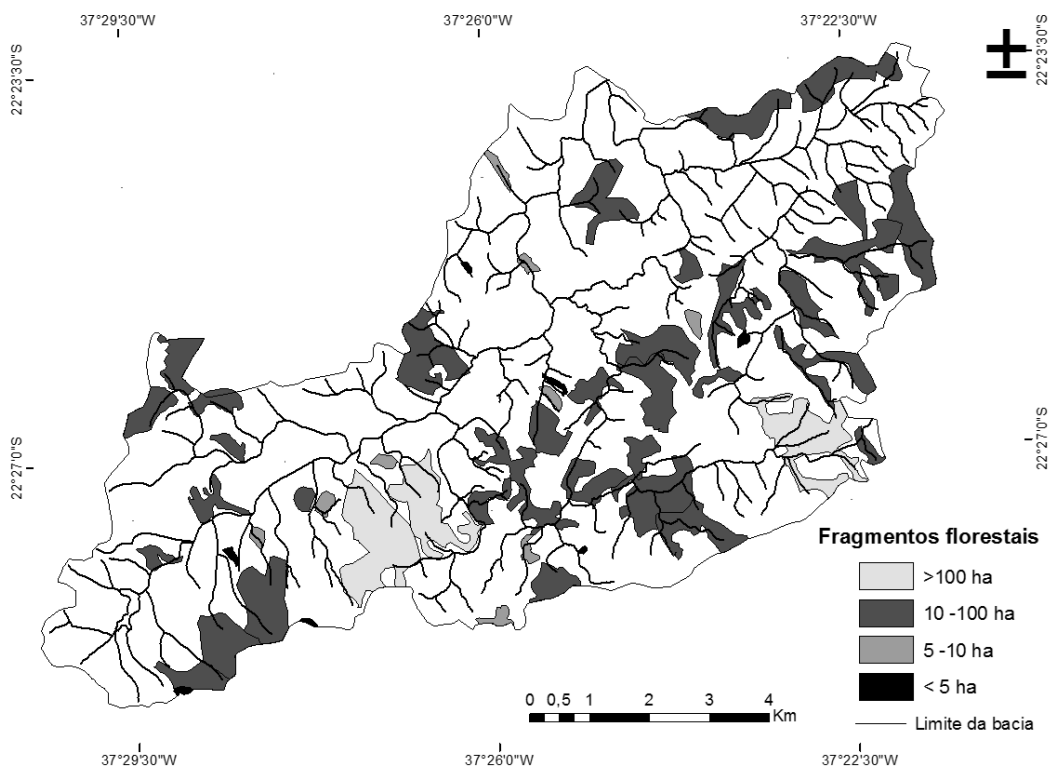 37°29'30"W 37°26'0"W 37°22'30"W
22°23'30"S 22°23'30"S
22°27'0"S 22°27'0"S
Fragmentos florestais
>100 ha
10 -100 ha
5 -10 ha
< 5 ha
Limite da bacia
0 0,5 1 2 3 4
Km
37°29'30"W 37°26'0"W 37°22'30"W